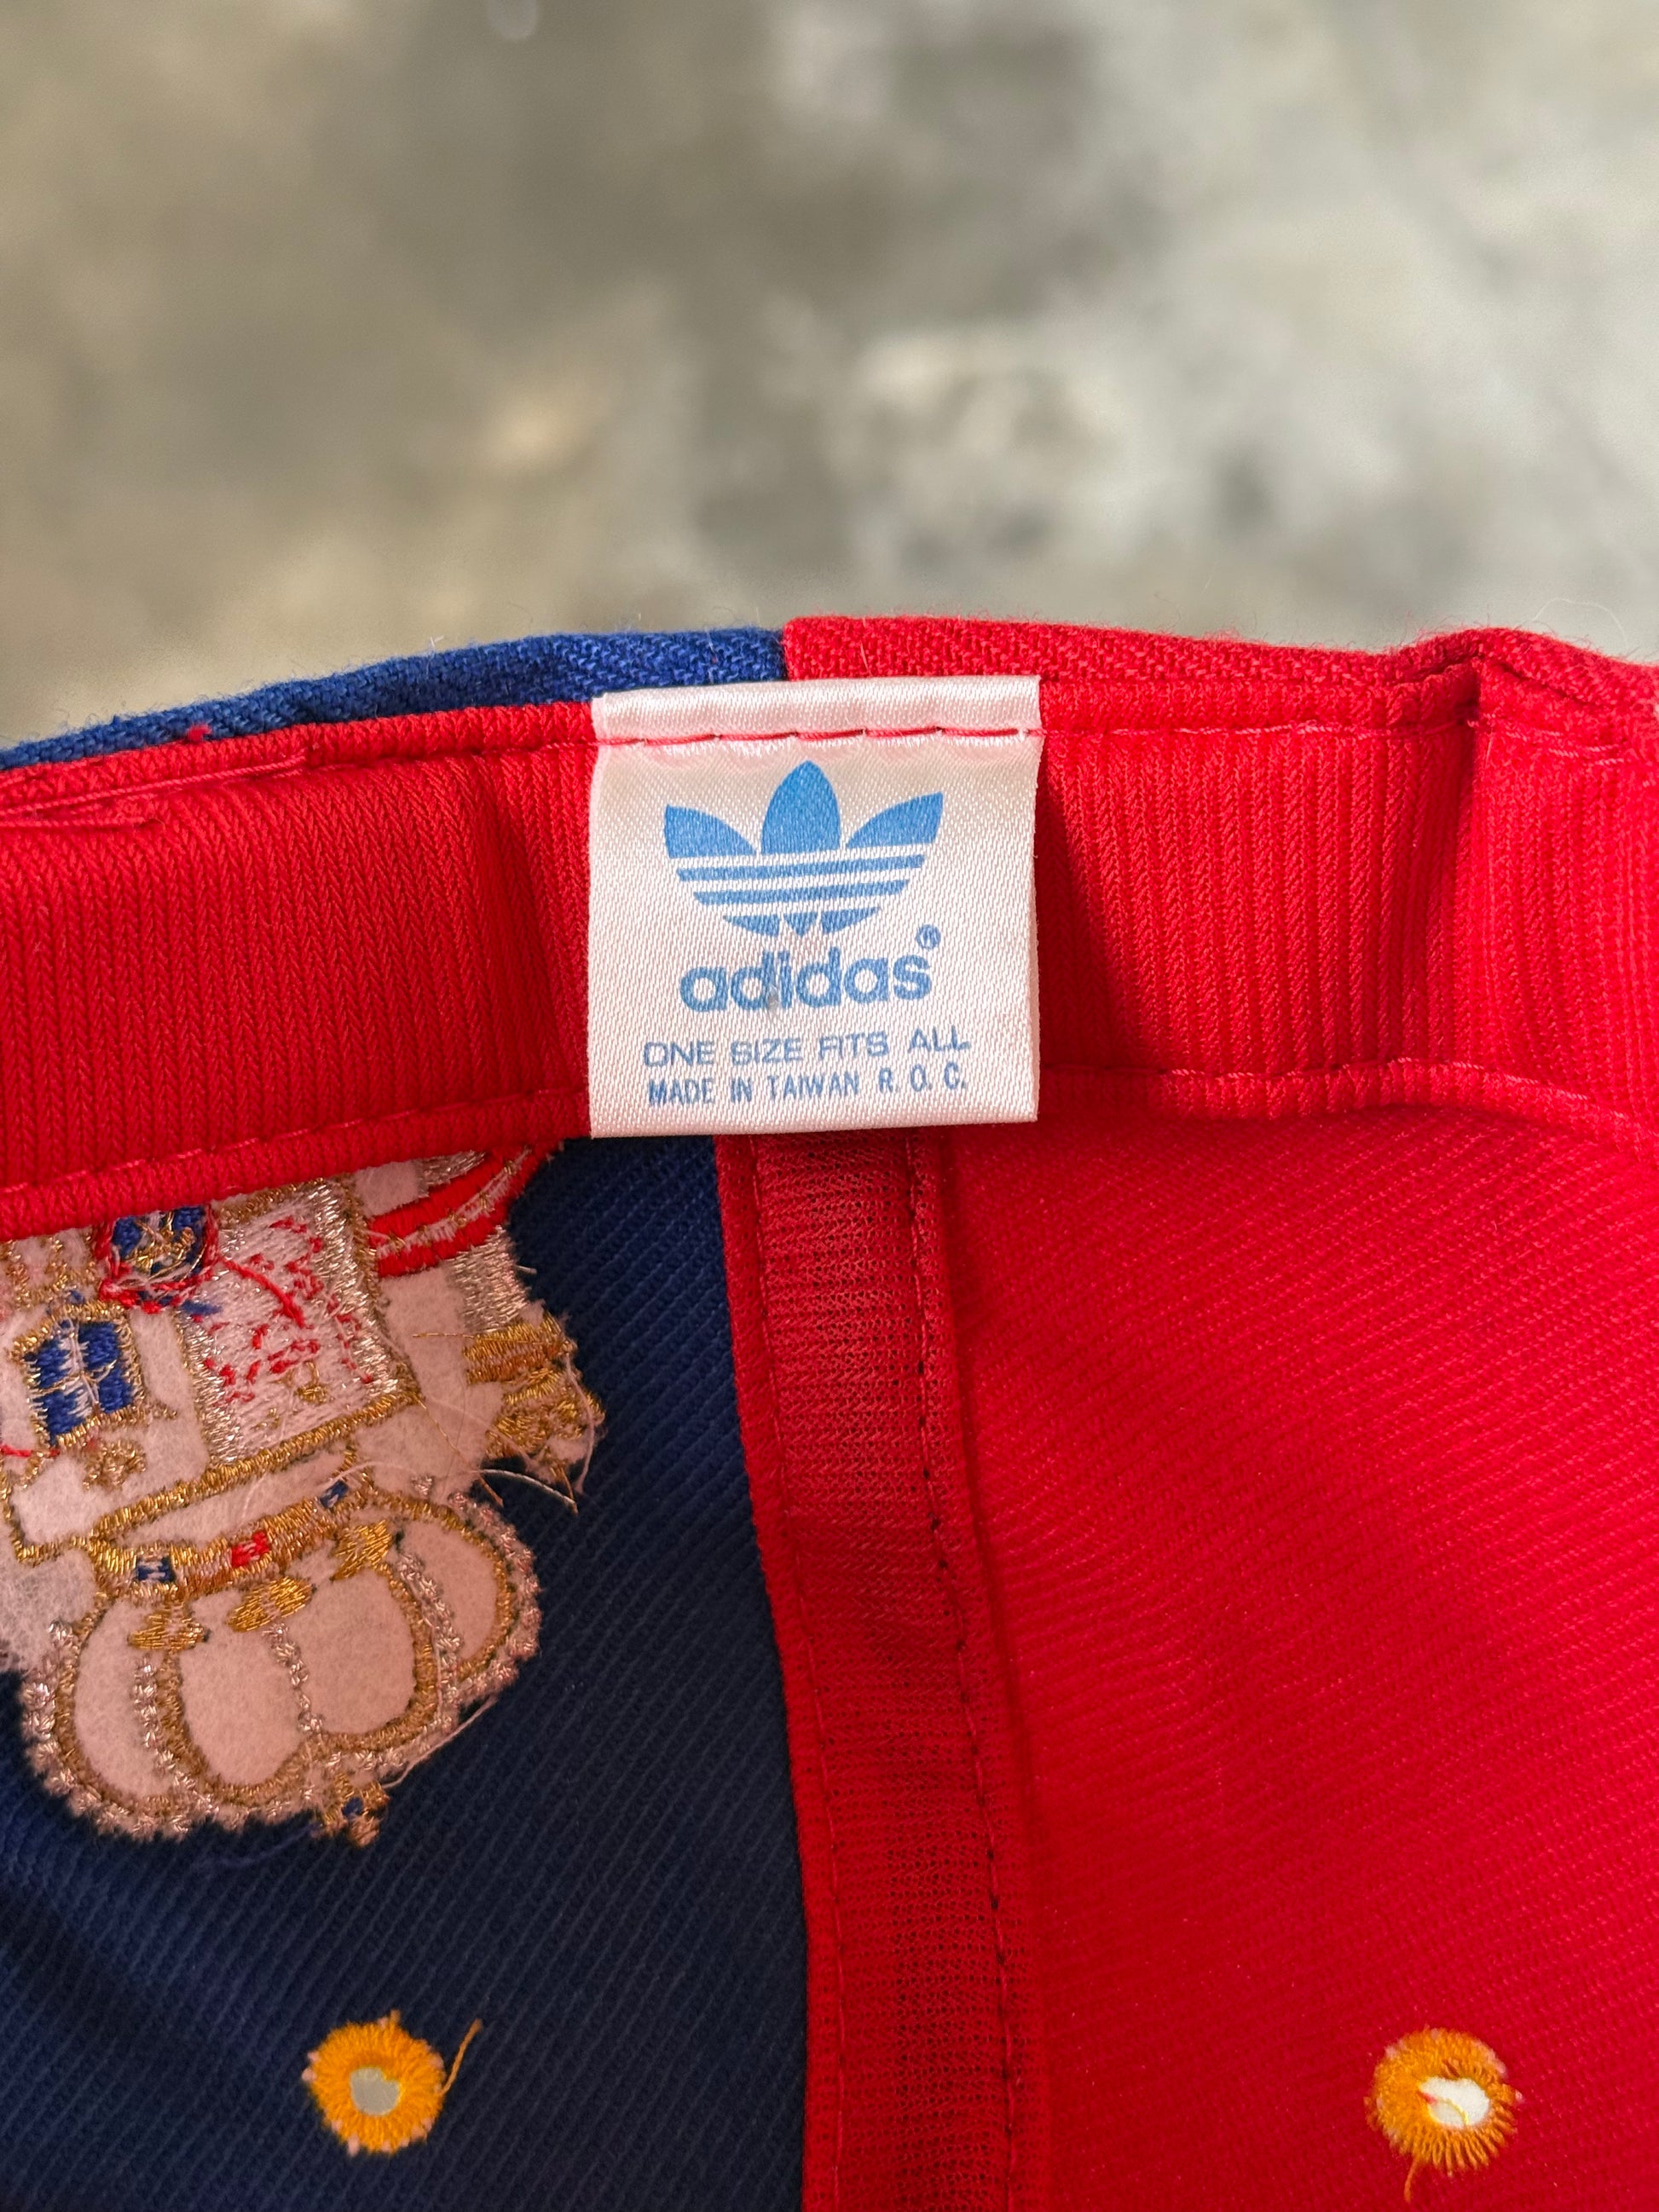 adidas®
ONE SIZE FITS ALL
MADE IN TAIWAN R.O.C.